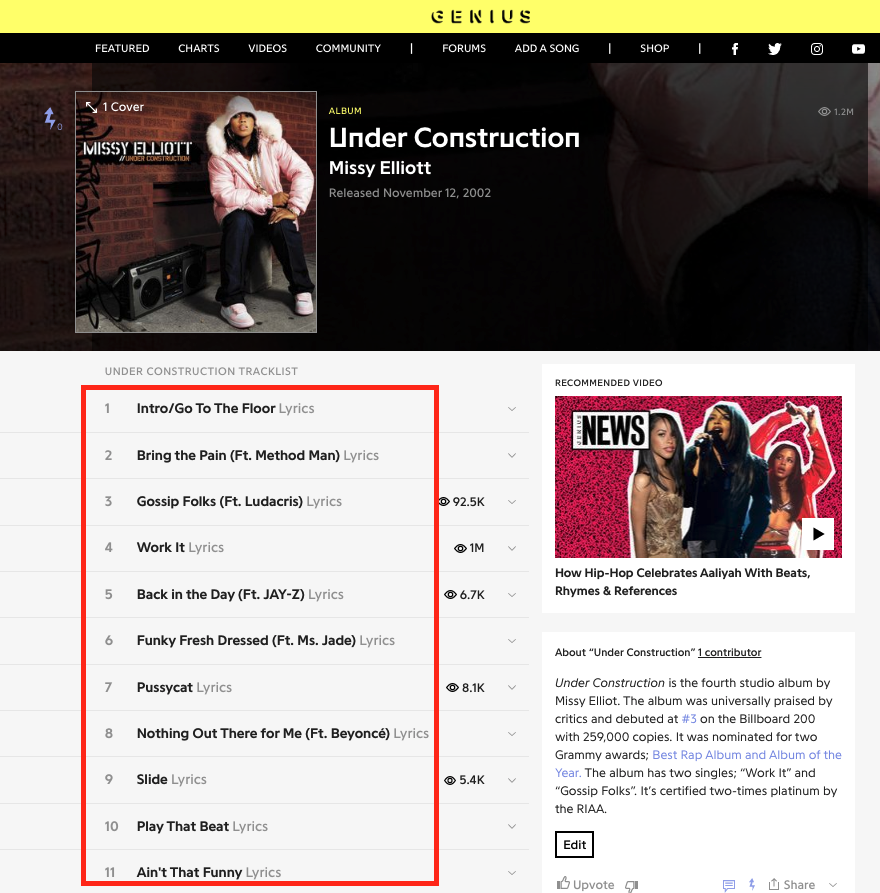 GENIUS
FEATURED CHARTS VIDEOS COMMUNITY | FORUMS ADD A SONG | SHOP |
0
1 Cover
MISSY ELLIOTT
//UNDER CONSTRUCTION
ALBUM
1.2M
Under Construction
Missy Elliott
Released November 12, 2002
UNDER CONSTRUCTION TRACKLIST
1 Intro/Go To The Floor Lyrics
2 Bring the Pain (Ft. Method Man) Lyrics
3 Gossip Folks (Ft. Ludacris) Lyrics 92.5K
4 Work It Lyrics 1M
5 Back in the Day (Ft. JAY-Z) Lyrics 6.7K
6 Funky Fresh Dressed (Ft. Ms. Jade) Lyrics
7 Pussycat Lyrics 8.1K
8 Nothing Out There for Me (Ft. Beyoncé) Lyrics
9 Slide Lyrics 5.4K
10 Play That Beat Lyrics
11 Ain't That Funny Lyrics
RECOMMENDED VIDEO
GENIUS NEWS
How Hip-Hop Celebrates Aaliyah With Beats,
Rhymes & References
About “Under Construction” 1 contributor
Under Construction is the fourth studio album by
Missy Elliot. The album was universally praised by
critics and debuted at #3 on the Billboard 200
with 259,000 copies. It was nominated for two
Grammy awards; Best Rap Album and Album of the
Year. The album has two singles; “Work It” and
“Gossip Folks”. It’s certified two-times platinum by
the RIAA.
Edit
Upvote Share